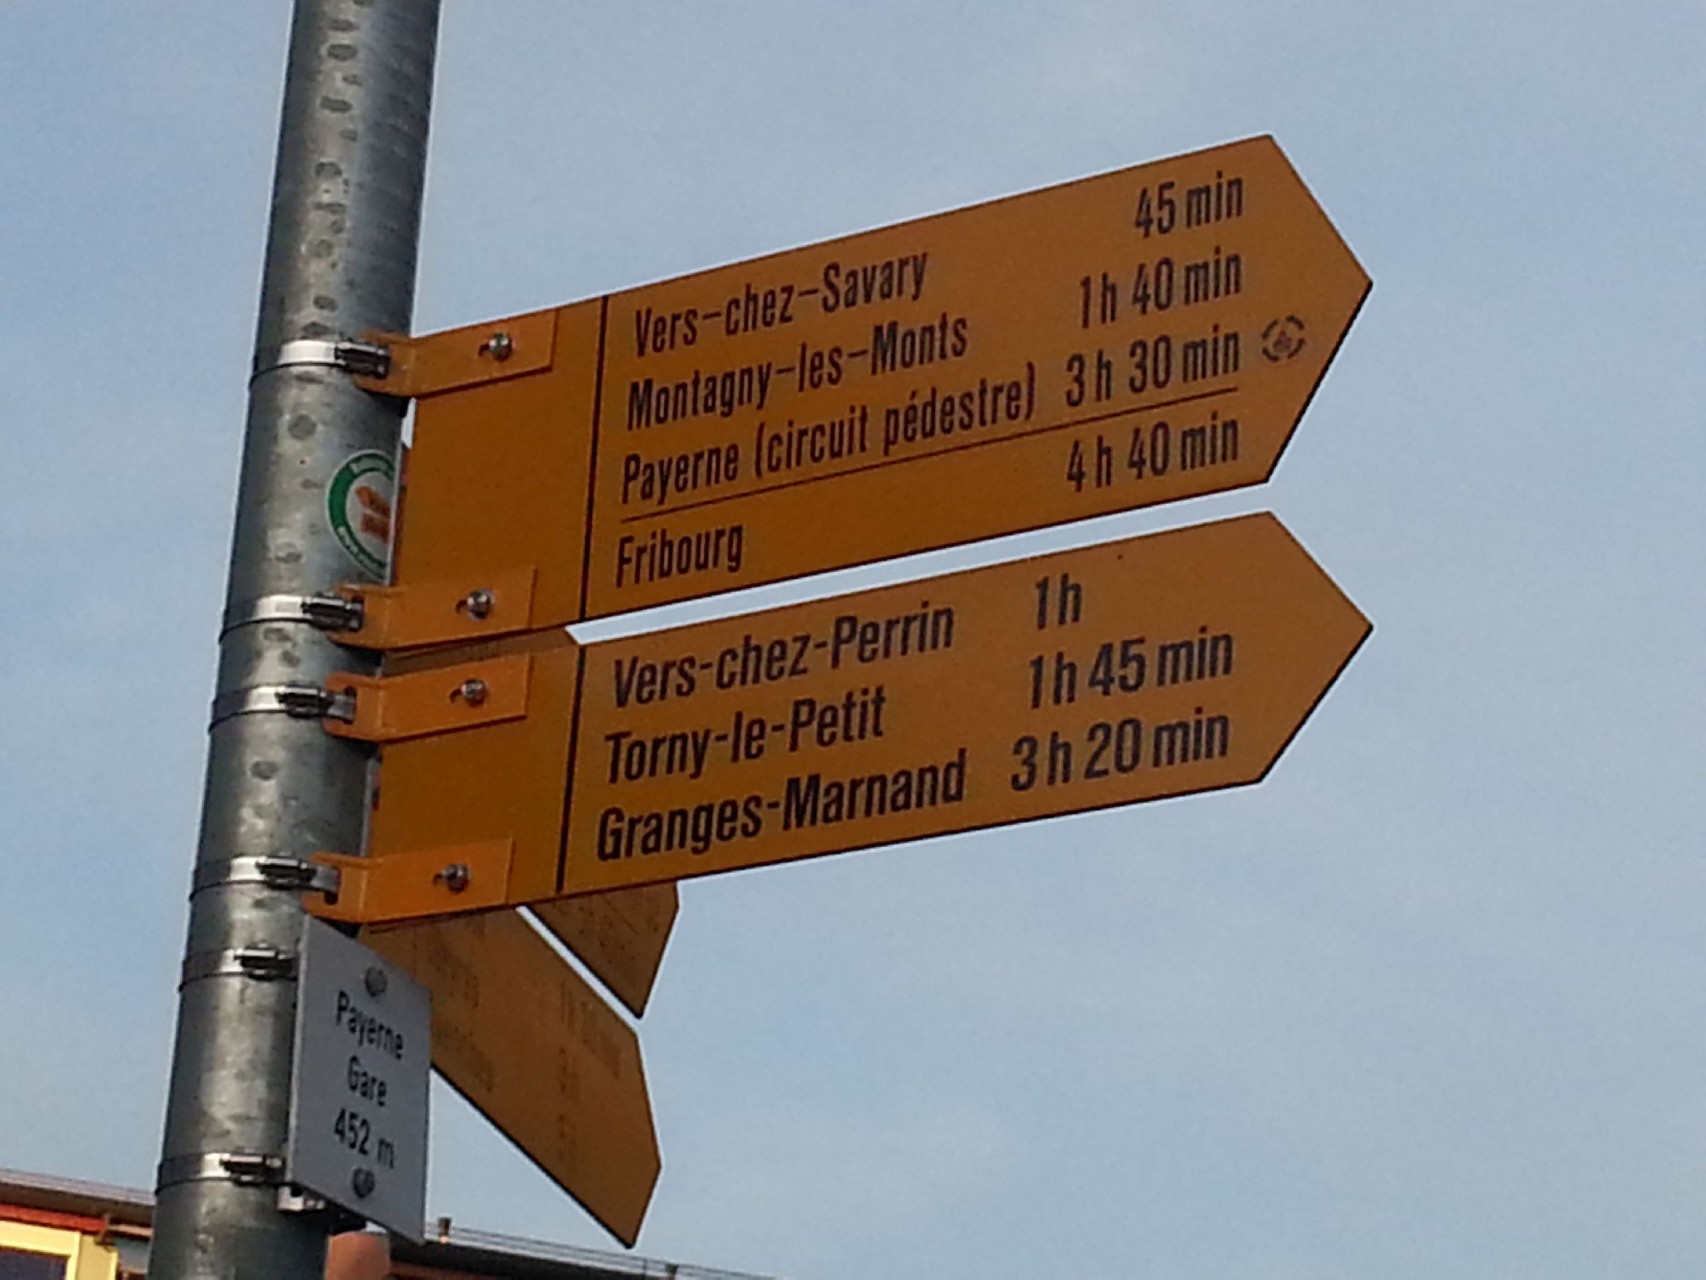 Vers-chez-Savary 45 min
Montagny-les-Monts 1 h 40 min
Payerne (circuit pédestre) 3 h 30 min
Fribourg 4 h 40 min
Vers-chez-Perrin 1 h
Torny-le-Petit 1 h 45 min
Granges-Marnand 3 h 20 min
Payerne
Gare
452 m